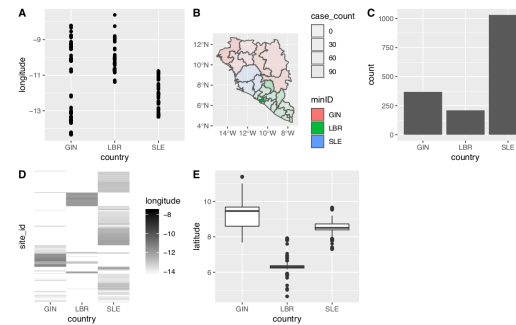 A
-9
-11
-13
longitude
GIN LBR SLE
country
B
12°N
10°N
8°N
6°N
4°N
14°W 12°W 10°W 8°W
case_count
0
30
60
90
minID
GIN
LBR
SLE
C
1000
750
500
250
0
count
GIN LBR SLE
country
D
site_id
GIN LBR SLE
country
longitude
-8
-10
-12
-14
E
10
8
6
latitude
GIN LBR SLE
country